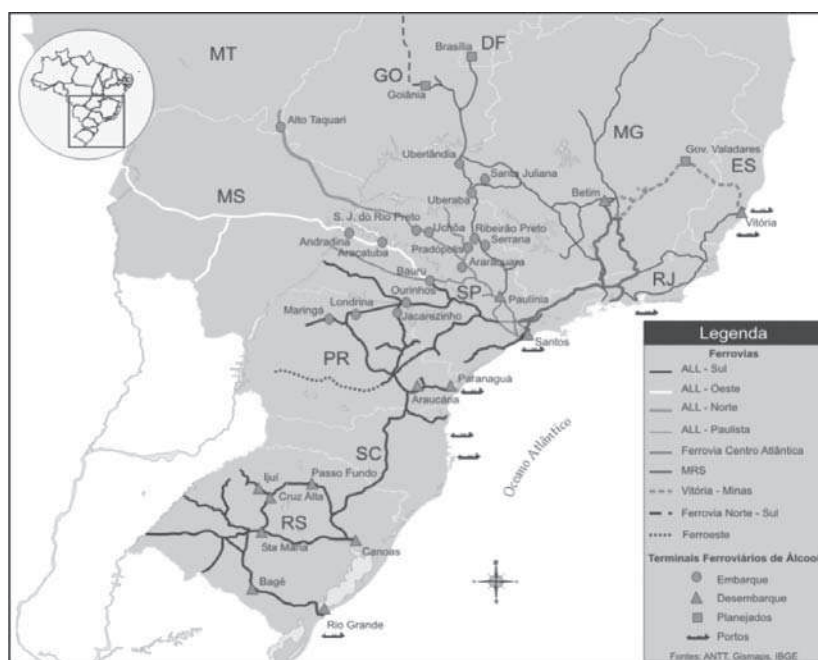 MT
DF
Brasília
GO
Goiânia
Alto Taquari
MG
Gov. Valadares
ES
Uberlândia
Santa Juliana
Betim
Uberaba
Vitória
MS
S. J. do Rio Preto
Uchôa
Ribeirão Preto
Andradina
Pradópolis
Serrana
Araçatuba
Araraquara
RJ
Bauru
SP
Paulínia
Ourinhos
Londrina
Maringá
Jacarezinho
Santos
PR
Paranaguá
Araucária
SC
Oceano Atlântico
Ijuí
Passo Fundo
Cruz Alta
RS
Sta Maria
Canoas
Bagé
Rio Grande
Legenda
Ferrovias
ALL - Sul
ALL - Oeste
ALL - Norte
ALL - Paulista
Ferrovia Centro Atlântica
MRS
Vitória - Minas
Ferrovia Norte - Sul
Ferroeste
Terminais Ferroviários de Álcool
Embarque
Desembarque
Planejados
Portos
Fontes: ANTT, Gismaps, IBGE